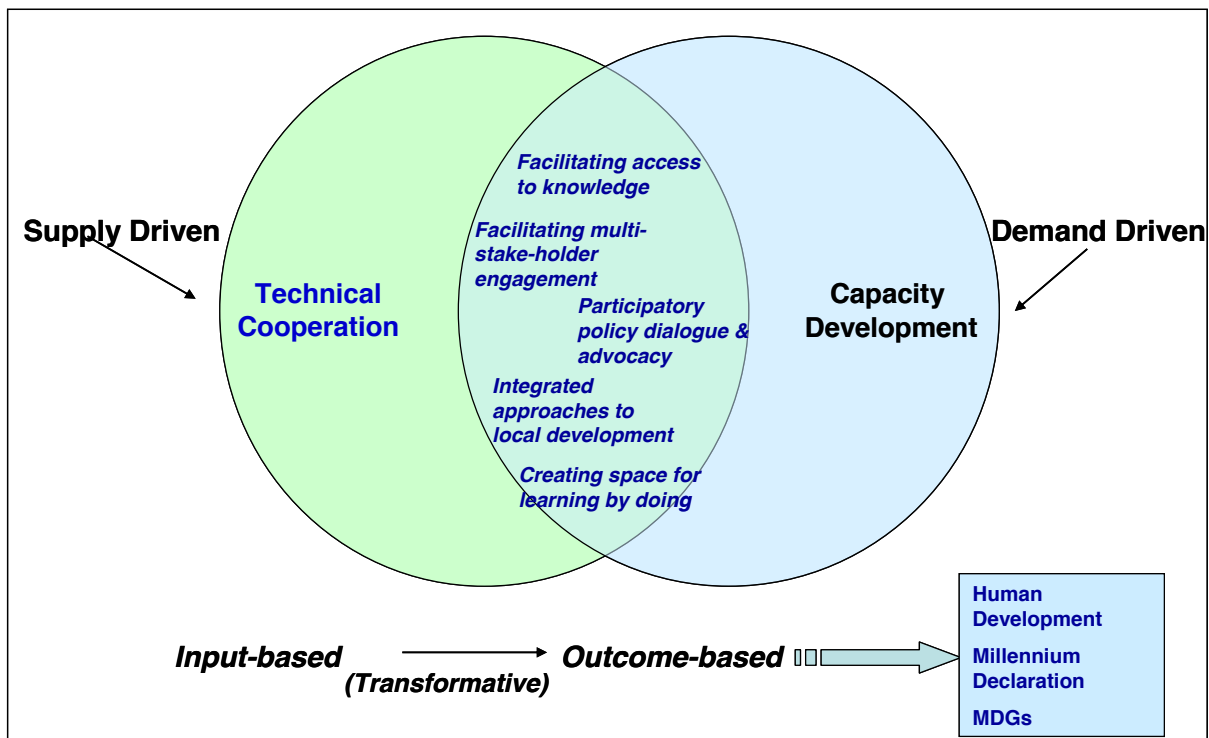 Facilitating access
to knowledge
Supply Driven
Facilitating multi-
stake-holder
engagement
Demand Driven
Technical
Cooperation
Participatory
policy dialogue &
advocacy
Capacity
Development
Integrated
approaches to
local development
Creating space for
learning by doing
Input-based
(Transformative)
Outcome-based
Human
Development
Millennium
Declaration
MDGs